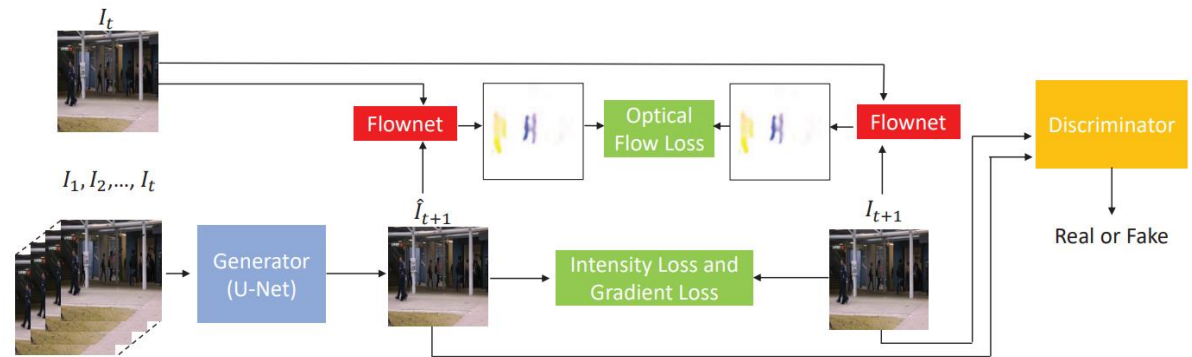 I_t
Flownet
Optical
Flow Loss
Flownet
Discriminator
I_1, I_2,..., I_t
Î_{t+1}
I_{t+1}
Real or Fake
Generator
(U-Net)
Intensity Loss and
Gradient Loss